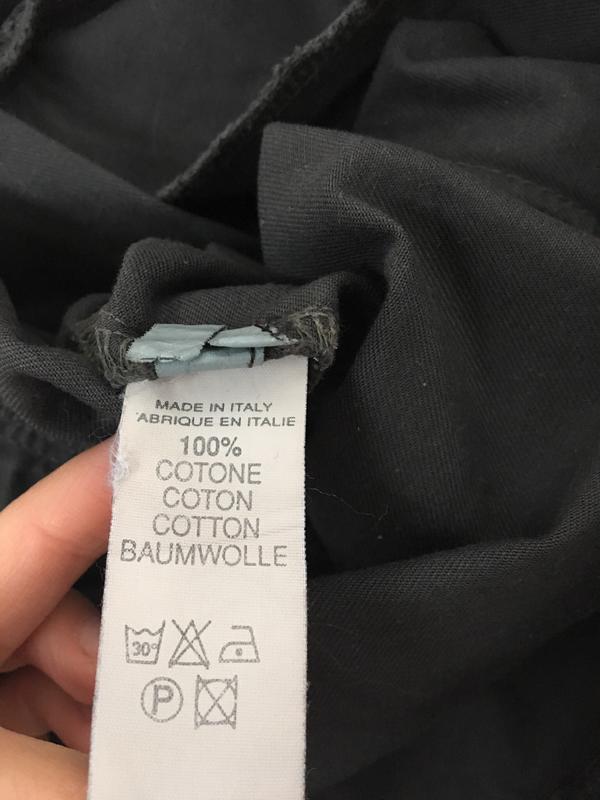 MADE IN ITALY
ABRIQUE EN ITALIE
100%
COTONE
COTON
COTTON
BAUMWOLLE
30°
P